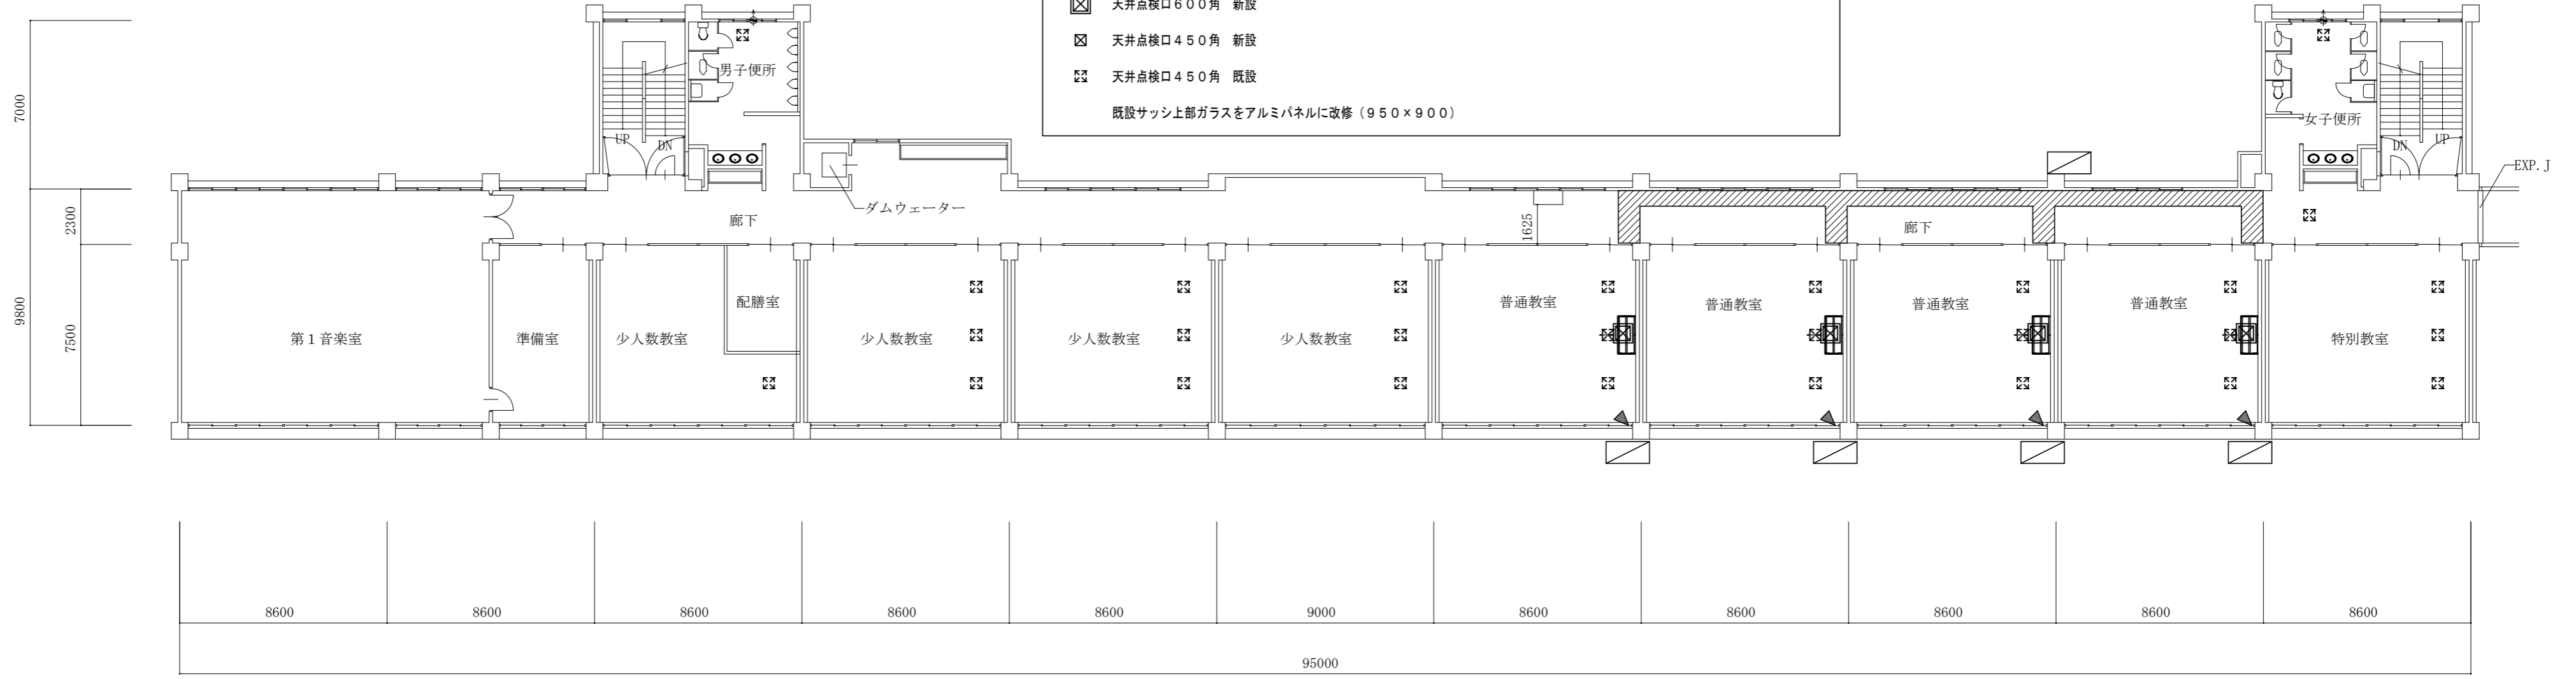 天井点検口６００角　新設
天井点検口４５０角　新設
天井点検口４５０角　既設
既設サッシ上部ガラスをアルミパネルに改修（９５０×９００）
男子便所
女子便所
UP
DN
DN
UP
EXP.J
ダムウェーター
廊下
廊下
1625
7000
2300
9800
7500
第１音楽室
準備室
少人数教室
配膳室
少人数教室
少人数教室
少人数教室
普通教室
普通教室
普通教室
普通教室
特別教室
8600
8600
8600
8600
8600
9000
8600
8600
8600
8600
8600
95000